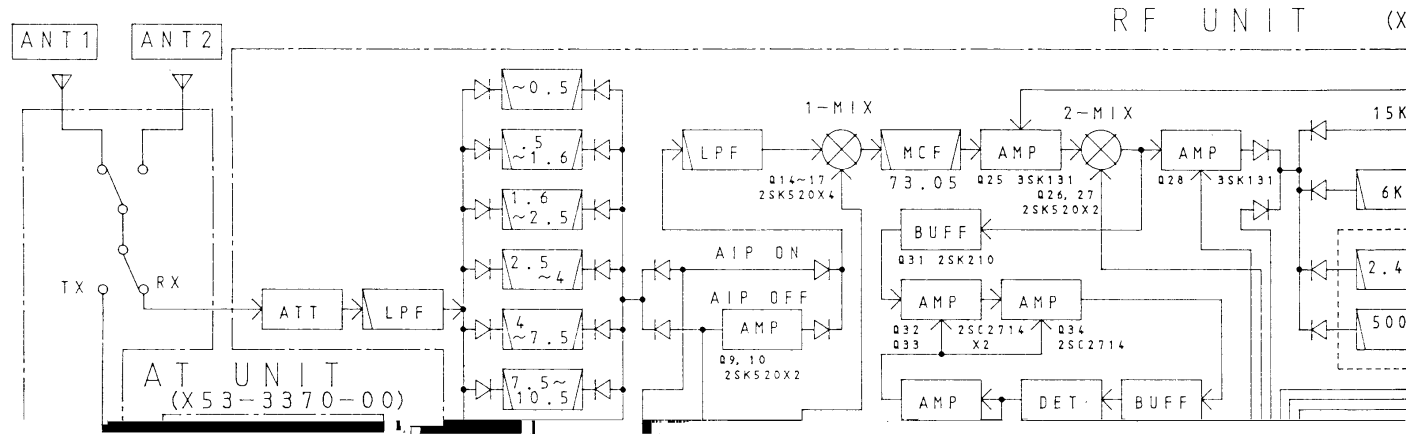 RF UNIT (X
ANT1
ANT2
TX
RX
AT UNIT
(X53-3370-00)
ATT
LPF
~0.5
.5
~1.6
1.6
~2.5
2.5
~4
4
~7.5
7.5~
10.5
AIP ON
AIP OFF
AMP
Q9,10
2SK520X2
LPF
1-MIX
Q14~17
2SK520X4
MCF
73.05
AMP
Q25 3SK131
2-MIX
Q26,27
2SK520X2
AMP
Q28 3SK131
BUFF
Q31 2SK210
AMP
Q32 2SC2714
Q33 X2
AMP
Q34
2SC2714
AMP
DET
BUFF
15K
6K
2.4
500